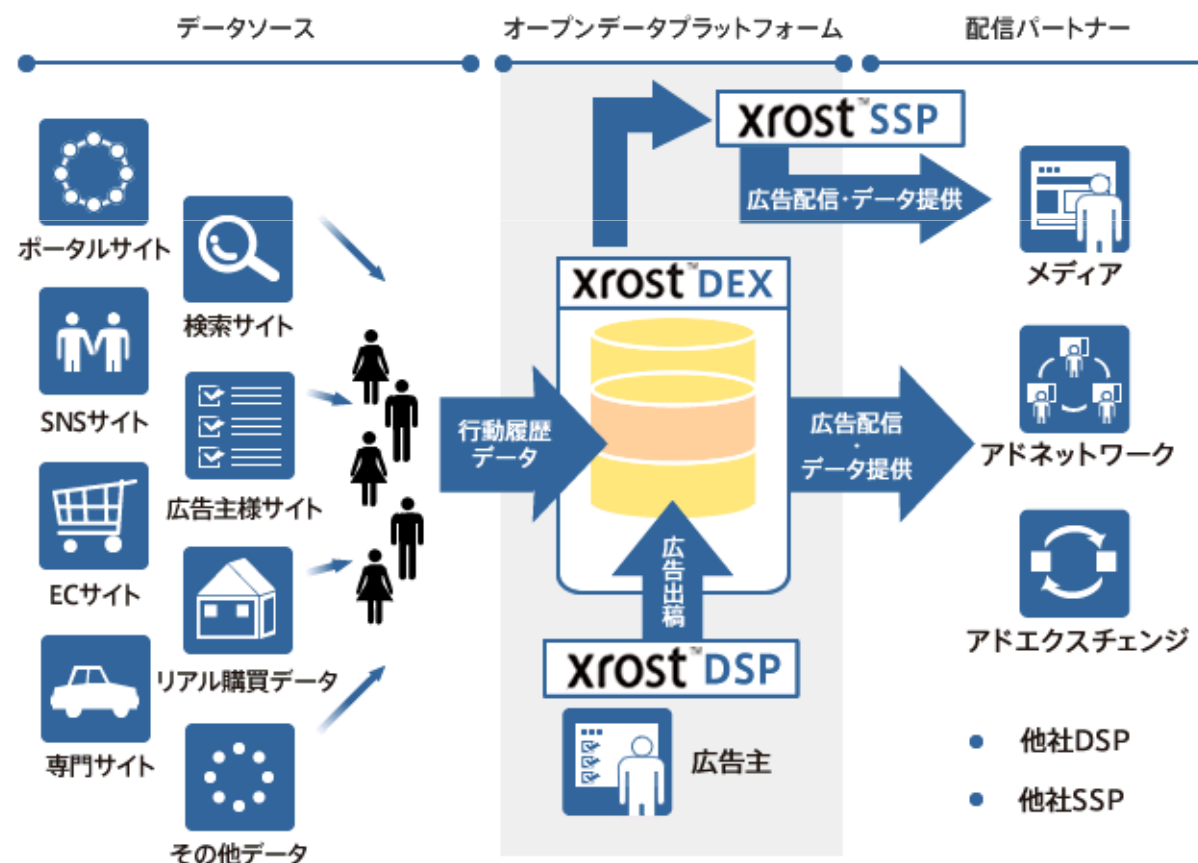 データソース
オープンデータプラットフォーム
配信パートナー
xrost™ SSP
広告配信・データ提供
ポータルサイト
メディア
xrost™ DEX
検索サイト
SNSサイト
行動履歴
データ
広告配信
・
データ提供
アドネットワーク
広告主様サイト
ECサイト
広告出稿
アドエクスチェンジ
xrost™ DSP
リアル購買データ
専門サイト
広告主
他社DSP
他社SSP
その他データ